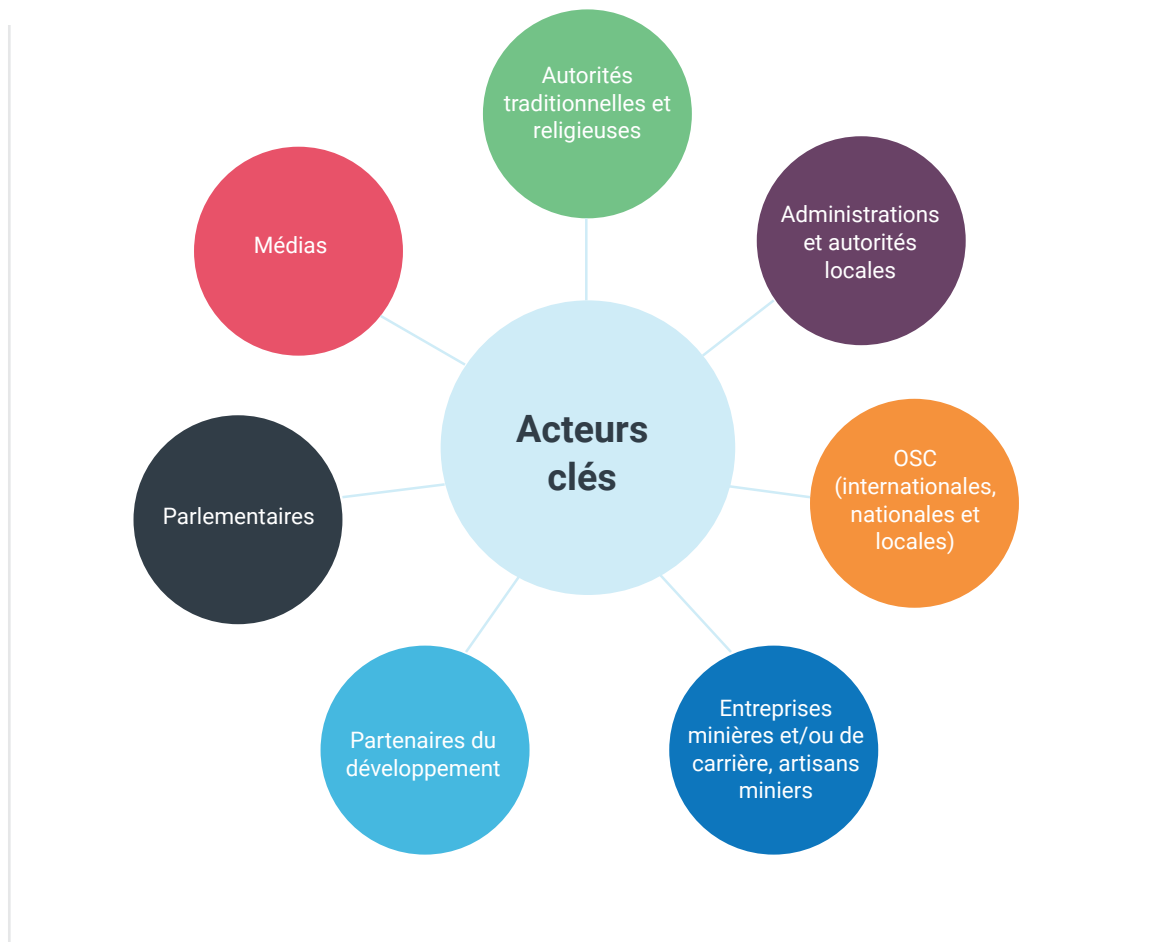 Autorités
traditionnelles et
religieuses
Administrations
et autorités
locales
Médias
Acteurs
clés
OSC
(internationales,
nationales et
locales)
Parlementaires
Entreprises
minières et/ou de
carrière, artisans
miniers
Partenaires du
développement